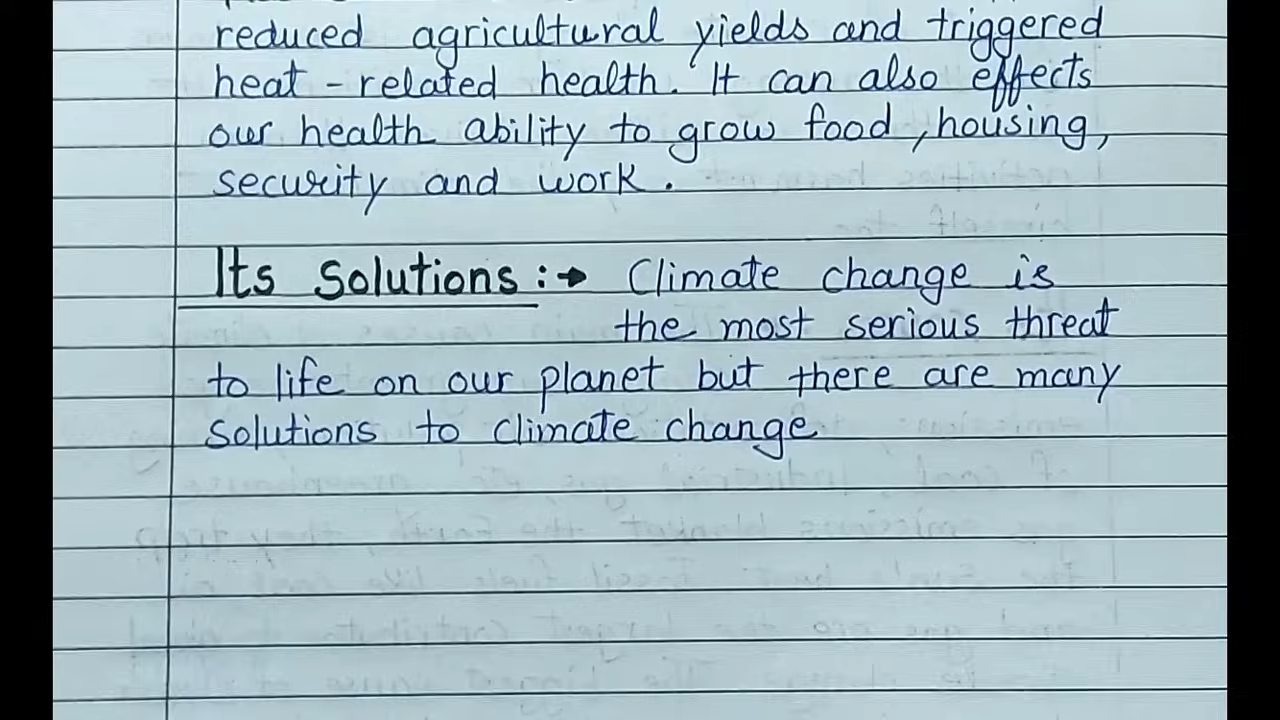 reduced agricultural yields and triggered
heat-related health. It can also effects
our health ability to grow food, housing,
security and work.
Its Solutions :→ Climate change is
the most serious threat
to life on our planet but there are many
solutions to climate change